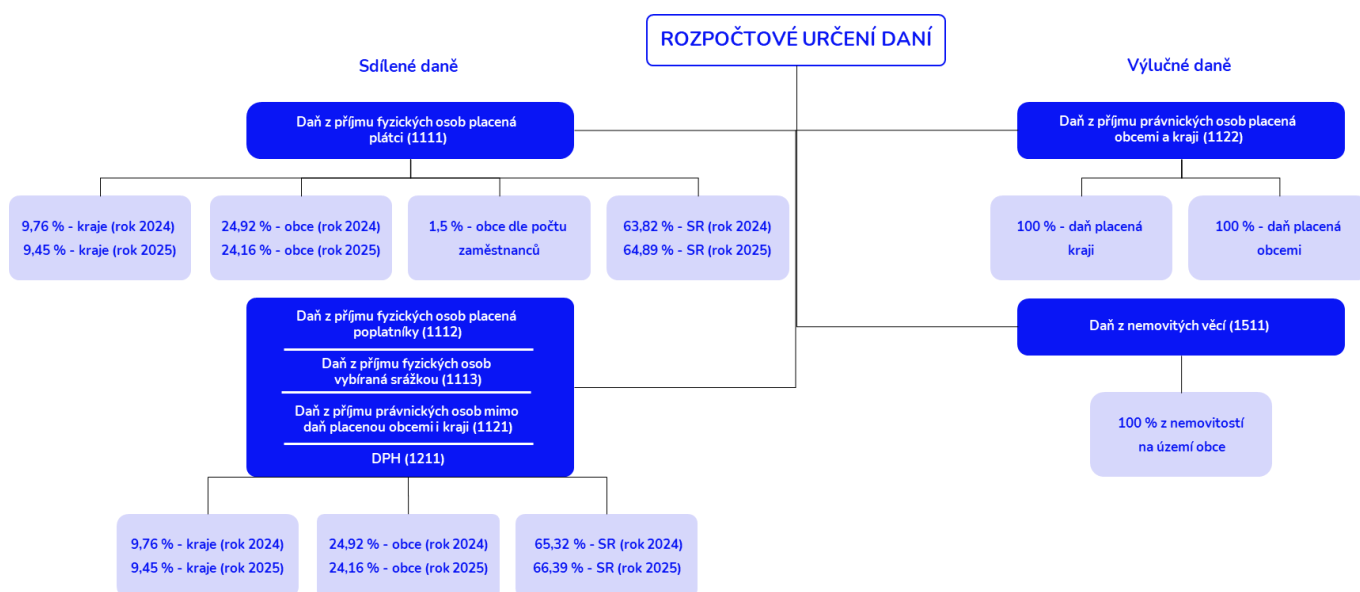 ROZPOČTOVÉ URČENÍ DANÍ
Sdílené daně
Daň z příjmu fyzických osob placená
plátci (1111)
9,76 % - kraje (rok 2024)
9,45 % - kraje (rok 2025)
24,92 % - obce (rok 2024)
24,16 % - obce (rok 2025)
1,5 % - obce dle počtu
zaměstnanců
63,82 % - SR (rok 2024)
64,89 % - SR (rok 2025)
Daň z příjmu fyzických osob placená
poplatníky (1112)
Daň z příjmu fyzických osob
vybíraná srážkou (1113)
Daň z příjmu právnických osob mimo
daň placenou obcemi i kraji (1121)
DPH (1211)
9,76 % - kraje (rok 2024)
9,45 % - kraje (rok 2025)
24,92 % - obce (rok 2024)
24,16 % - obce (rok 2025)
65,32 % - SR (rok 2024)
66,39 % - SR (rok 2025)
Výlučné daně
Daň z příjmu právnických osob placená
obcemi a kraji (1122)
100 % - daň placená
kraji
100 % - daň placená
obcemi
Daň z nemovitých věcí (1511)
100 % z nemovitostí
na území obce